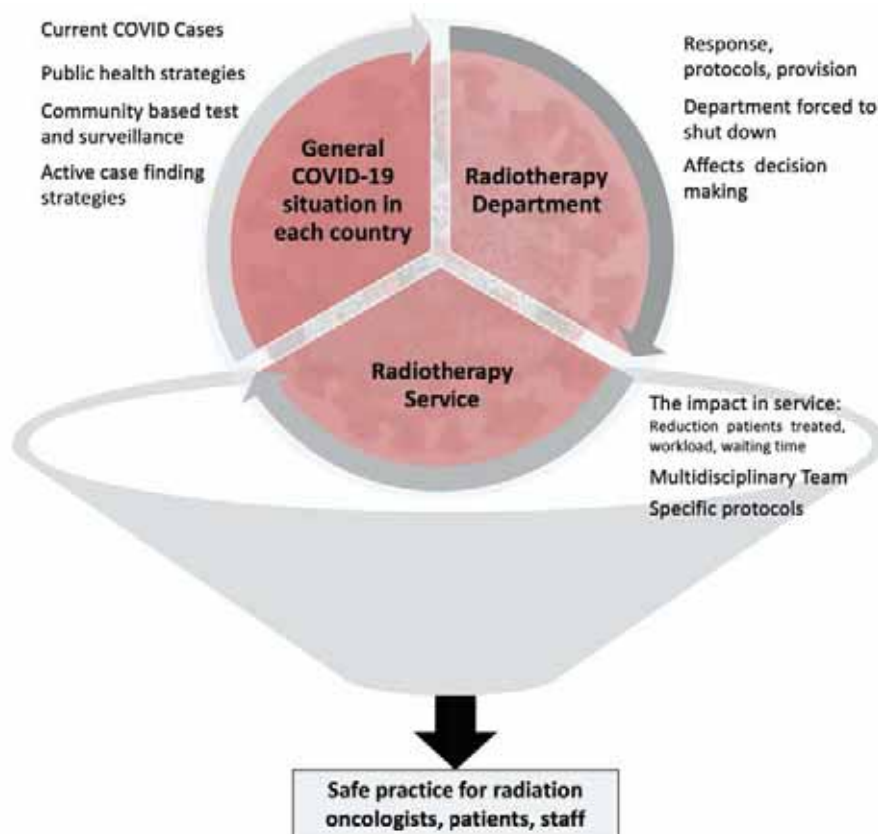 Current COVID Cases
Public health strategies
Community based test
and surveillance
Active case finding
strategies
General
COVID-19
situation in
each country
Radiotherapy
Department
Response,
protocols, provision
Department forced to
shut down
Affects decision
making
Radiotherapy
Service
The impact in service:
Reduction patients treated,
workload, waiting time
Multidisciplinary Team
Specific protocols
Safe practice for radiation
oncologists, patients, staff